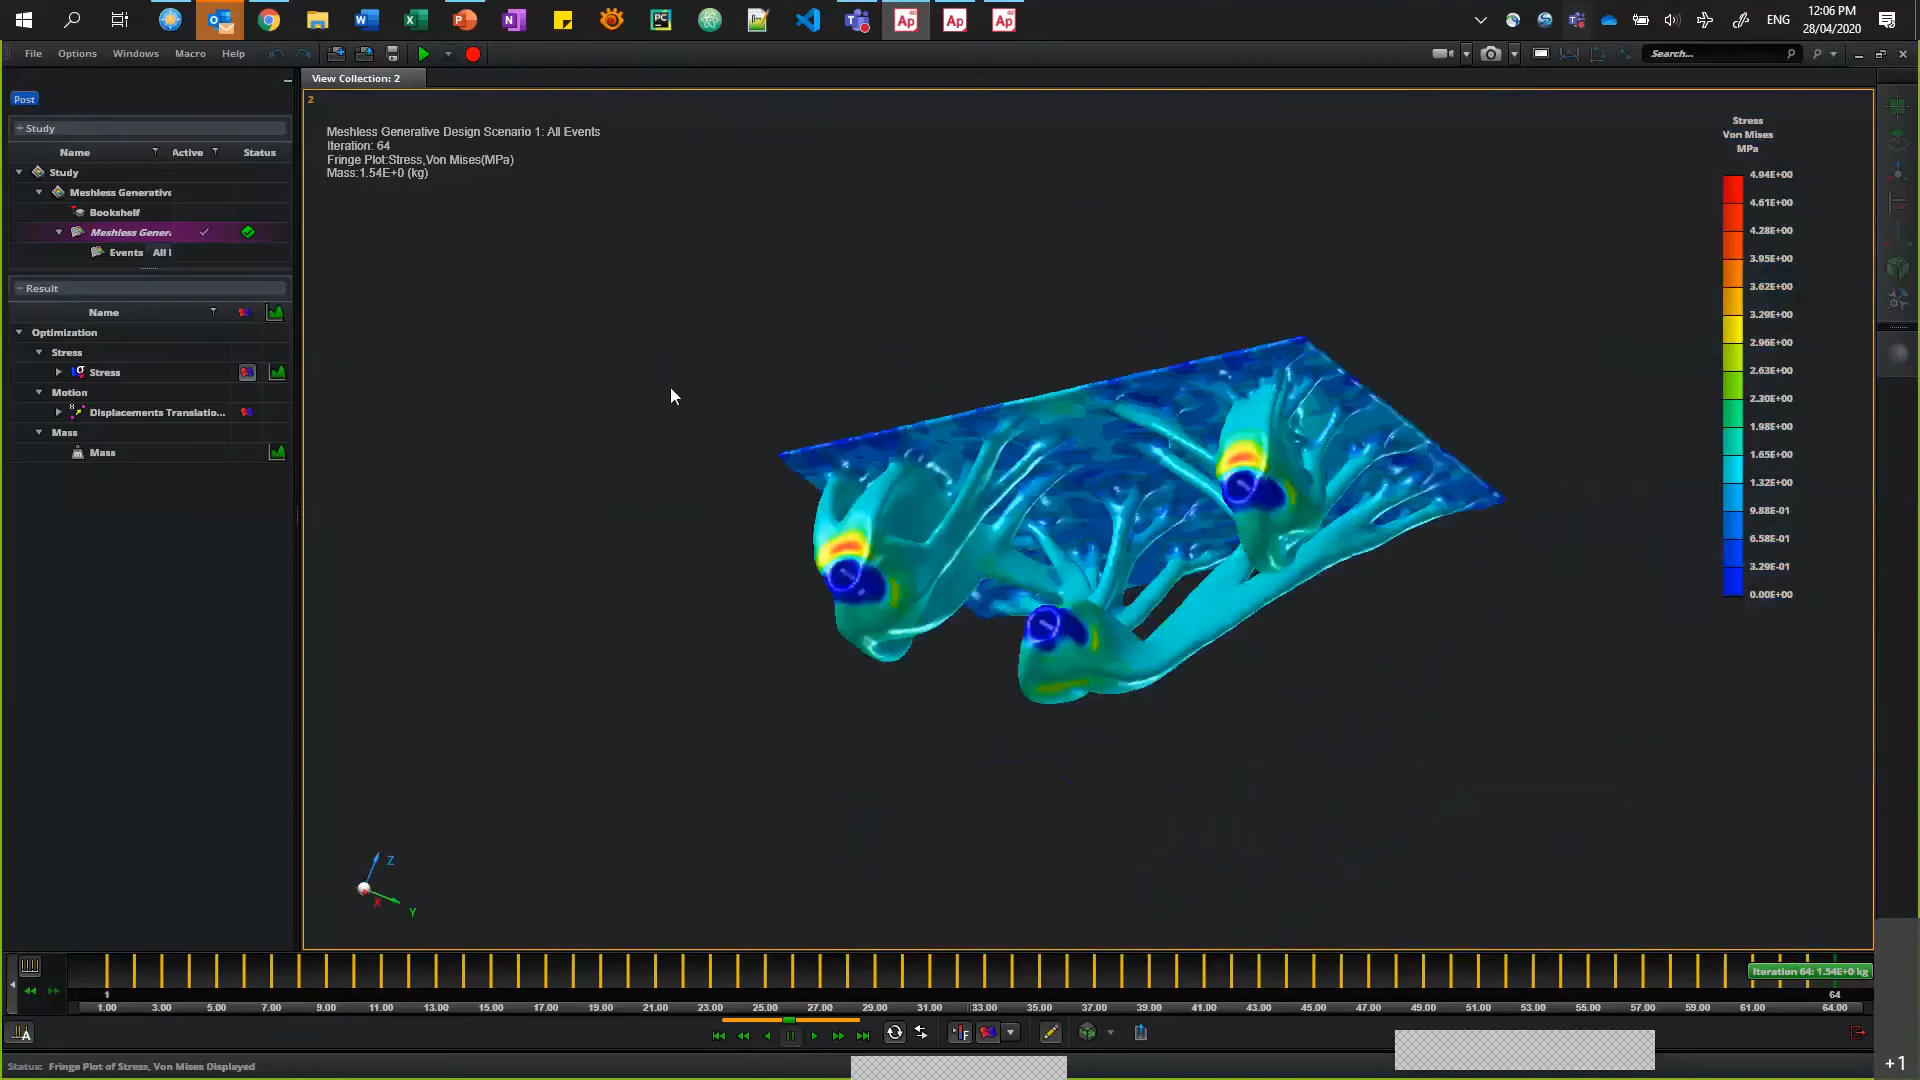 ENG
12:06 PM
28/04/2020
File Options Windows Macro Help
Search...
View Collection: 2
Post
2
Study
Name Active Status
Study
Meshless Generative
Bookshelf
Meshless Gener
Events All
Result
Name
Optimization
Stress
Stress
Motion
Displacements Translatio...
Mass
Mass
Meshless Generative Design Scenario 1: All Events
Iteration: 64
Fringe Plot:Stress,Von Mises(MPa)
Mass:1.54E+0 (kg)
Stress
Von Mises
MPa
4.94E+00
4.61E+00
4.28E+00
3.95E+00
3.62E+00
3.29E+00
2.96E+00
2.63E+00
2.30E+00
1.98E+00
1.65E+00
1.32E+00
9.88E-01
6.58E-01
3.29E-01
0.00E+00
Z
X
Y
Iteration 64: 1.54E+0 kg
1 64
1.00 3.00 5.00 7.00 9.00 11.00 13.00 15.00 17.00 19.00 21.00 23.00 25.00 27.00 29.00 31.00 33.00 35.00 37.00 39.00 41.00 43.00 45.00 47.00 49.00 51.00 53.00 55.00 57.00 59.00 61.00 64.00
Status: Fringe Plot of Stress, Von Mises Displayed
+1